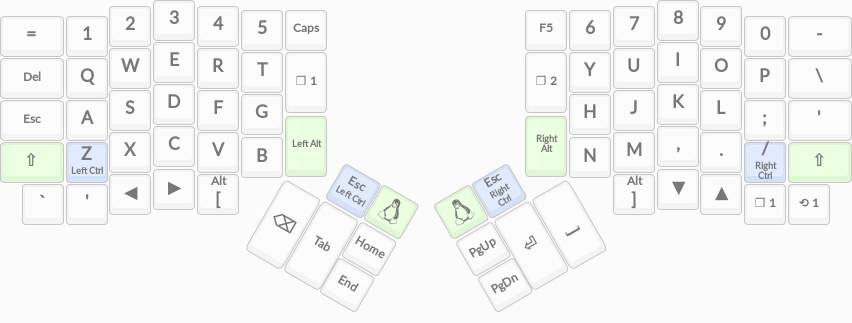 = 1 2 3 4 5 Caps F5 6 7 8 9 0 -
Del Q W E R T ❐ 1 ❐ 2 Y U I O P \
Esc A S D F G H J K L ; '
⇧ Z X C V B Left Alt Right Alt N M , . / ⇧
Left Ctrl Right Ctrl
` ' ◀ ▶ Alt [ Alt ] ▼ ▲ ❐ 1 ⟲ 1
Esc Left Ctrl Esc Right Ctrl
⌫ Tab Home PgUp ⏎ ]
End PgDn